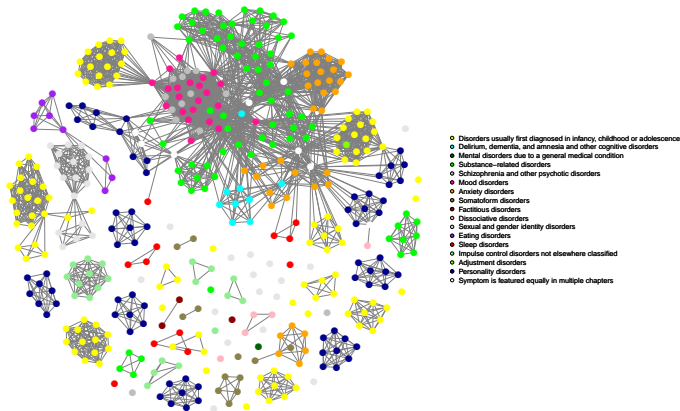 Disorders usually first diagnosed in infancy, childhood or adolescence
Delirium, dementia, and amnesia and other cognitive disorders
Mental disorders due to a general medical condition
Substance−related disorders
Schizophrenia and other psychotic disorders
Mood disorders
Anxiety disorders
Somatoform disorders
Factitious disorders
Dissociative disorders
Sexual and gender identity disorders
Eating disorders
Sleep disorders
Impulse control disorders not elsewhere classified
Adjustment disorders
Personality disorders
Symptom is featured equally in multiple chapters